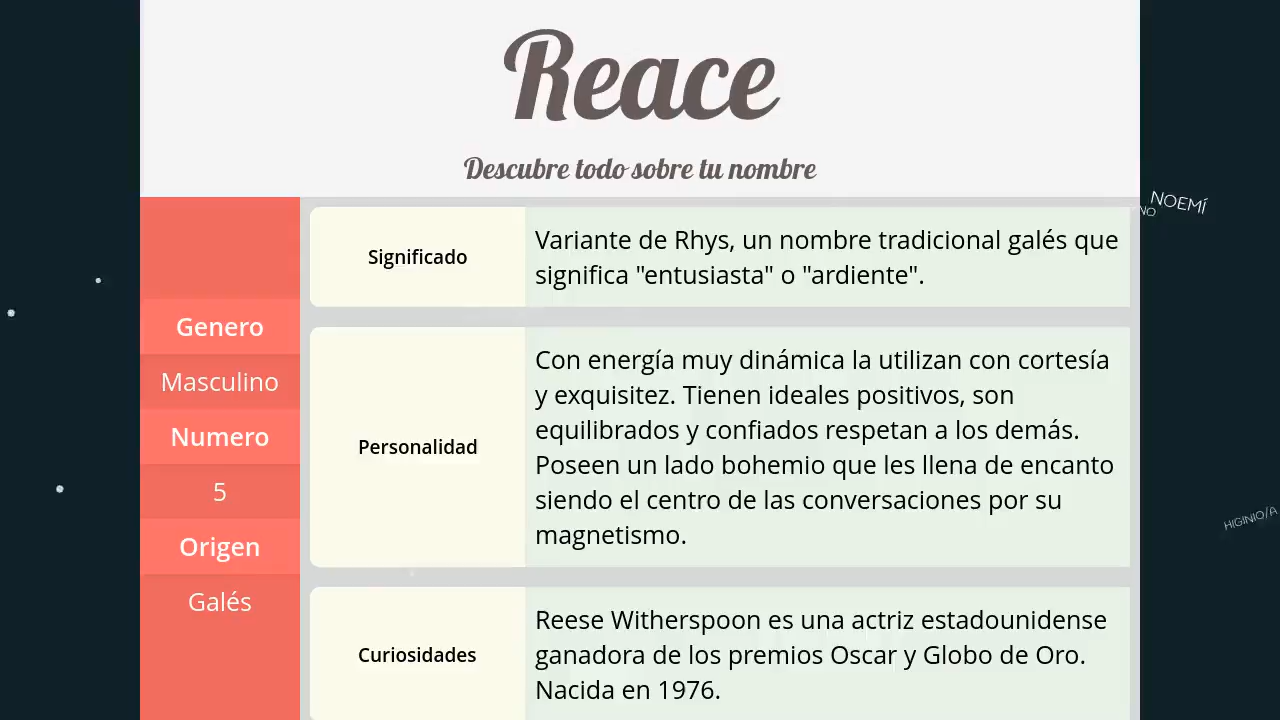 Reace
Descubre todo sobre tu nombre
NOEMÍ
NO
Significado
Variante de Rhys, un nombre tradicional galés que
significa "entusiasta" o "ardiente".
Genero
Masculino
Numero
5
Origen
Galés
Personalidad
Con energía muy dinámica la utilizan con cortesía
y exquisitez. Tienen ideales positivos, son
equilibrados y confiados respetan a los demás.
Poseen un lado bohemio que les llena de encanto
siendo el centro de las conversaciones por su
magnetismo.
HIGINIO/A
Curiosidades
Reese Witherspoon es una actriz estadounidense
ganadora de los premios Oscar y Globo de Oro.
Nacida en 1976.